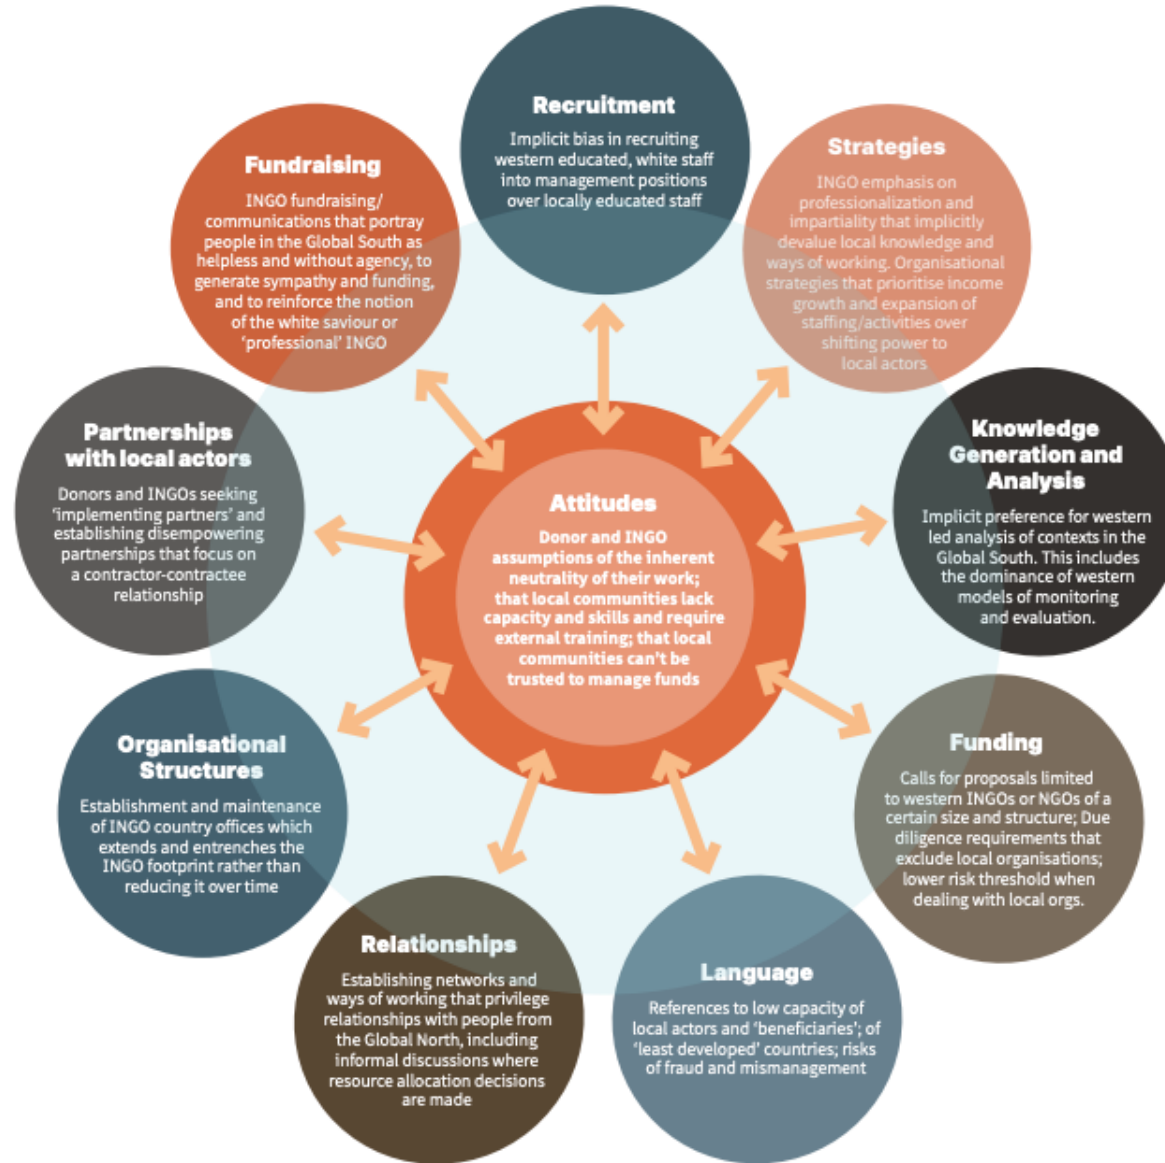 Recruitment
Implicit bias in recruiting
western educated, white staff
into management positions
over locally educated staff
Strategies
INGO emphasis on
professionalization and
impartiality that implicitly
devalue local knowledge and
ways of working. Organisational
strategies that prioritise income
growth and expansion of
staffing/activities over
shifting power to
local actors
Knowledge
Generation and
Analysis
Implicit preference for western
led analysis of contexts in the
Global South. This includes
the dominance of western
models of monitoring
and evaluation.
Funding
Calls for proposals limited
to western INGOs or NGOs of a
certain size and structure; Due
diligence requirements that
exclude local organisations;
lower risk threshold when
dealing with local orgs.
Language
References to low capacity of
local actors and ‘beneficiaries’; of
‘least developed’ countries; risks
of fraud and mismanagement
Relationships
Establishing networks and
ways of working that privilege
relationships with people from
the Global North, including
informal discussions where
resource allocation decisions
are made
Organisational
Structures
Establishment and maintenance
of INGO country offices which
extends and entrenches the
INGO footprint rather than
reducing it over time
Partnerships
with local actors
Donors and INGOs seeking
‘implementing partners’ and
establishing disempowering
partnerships that focus on
a contractor-contractee
relationship
Fundraising
INGO fundraising/
communications that portray
people in the Global South as
helpless and without agency, to
generate sympathy and funding,
and to reinforce the notion
of the white saviour or
‘professional’ INGO
Attitudes
Donor and INGO
assumptions of the inherent
neutrality of their work;
that local communities lack
capacity and skills and require
external training; that local
communities can’t be
trusted to manage funds